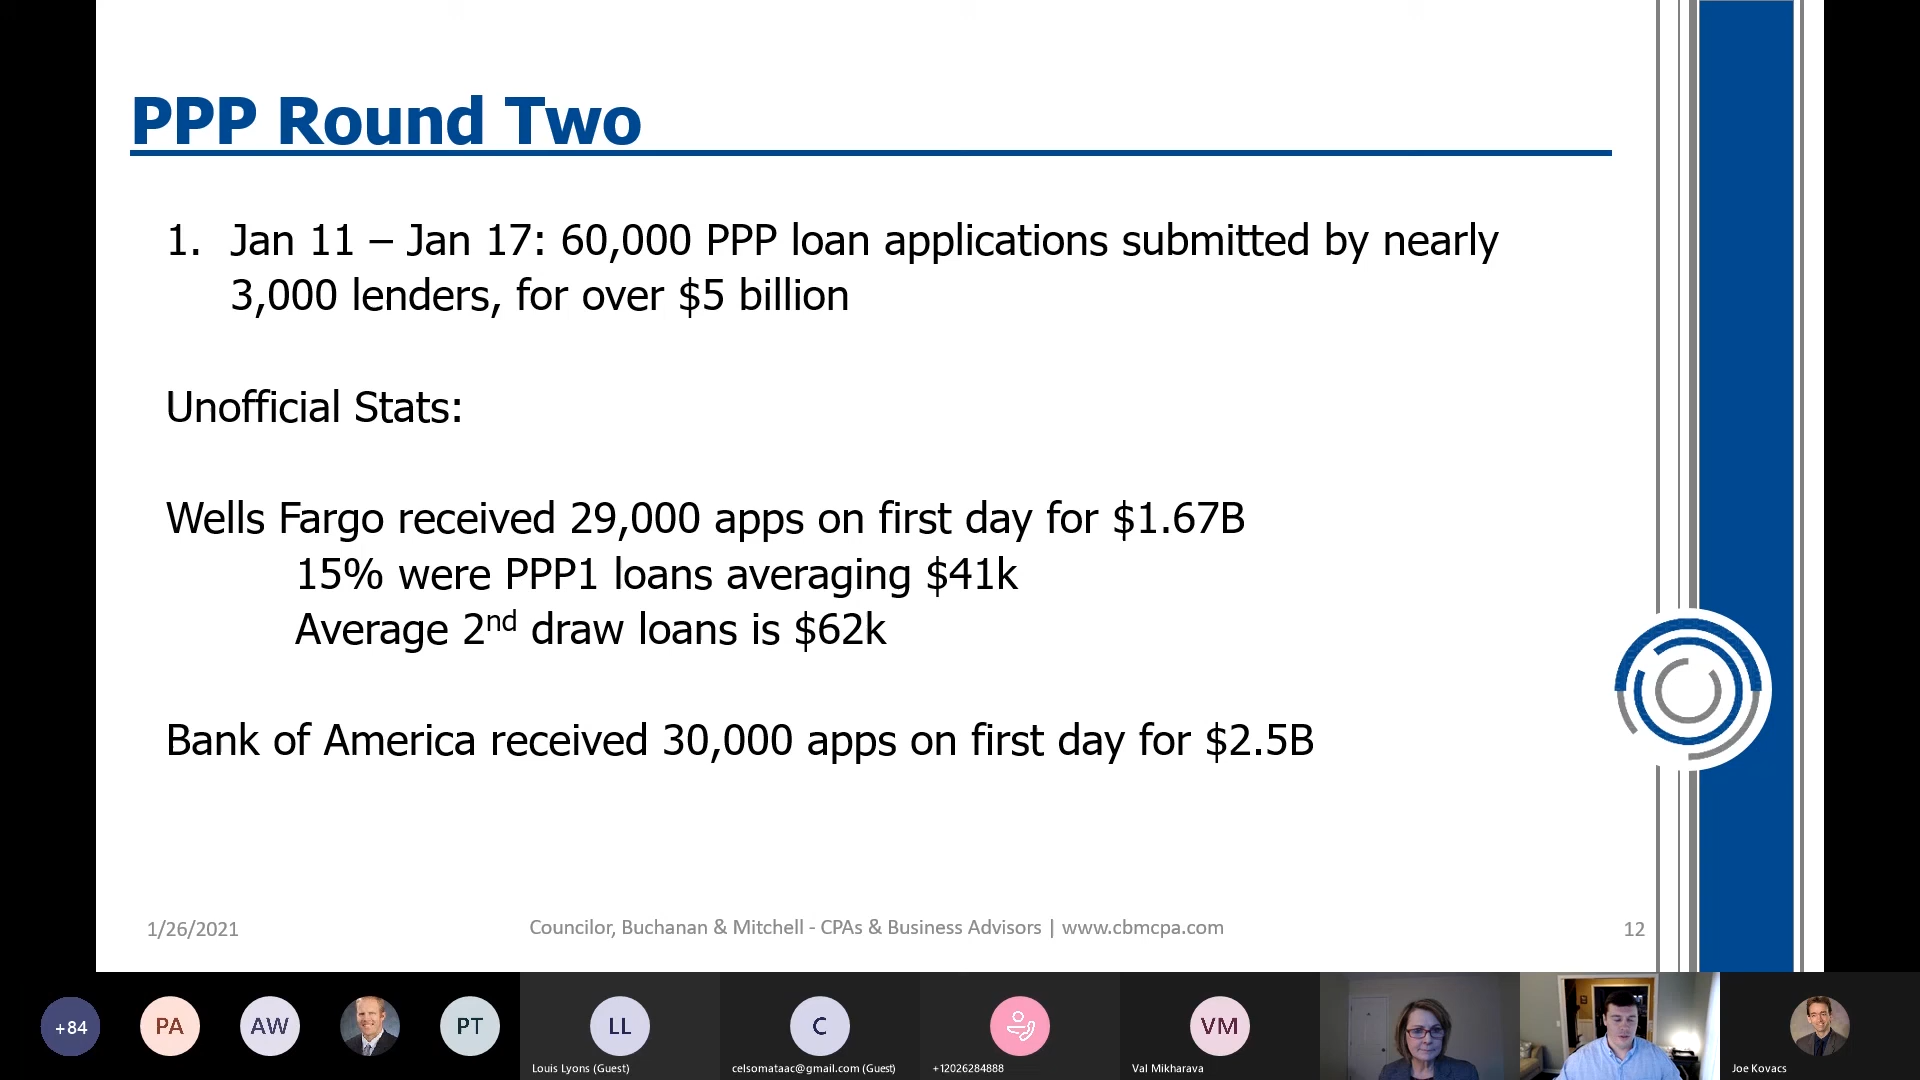 PPP Round Two
1. Jan 11 – Jan 17: 60,000 PPP loan applications submitted by nearly
3,000 lenders, for over $5 billion
Unofficial Stats:
Wells Fargo received 29,000 apps on first day for $1.67B
15% were PPP1 loans averaging $41k
Average 2nd draw loans is $62k
Bank of America received 30,000 apps on first day for $2.5B
1/26/2021
Councilor, Buchanan & Mitchell - CPAs & Business Advisors | www.cbmcpa.com
12
+84
PA
AW
PT
LL
C
VM
Louis Lyons (Guest)
celsomataac@gmail.com (Guest)
+12026284888
Val Mikharava
Joe Kovacs